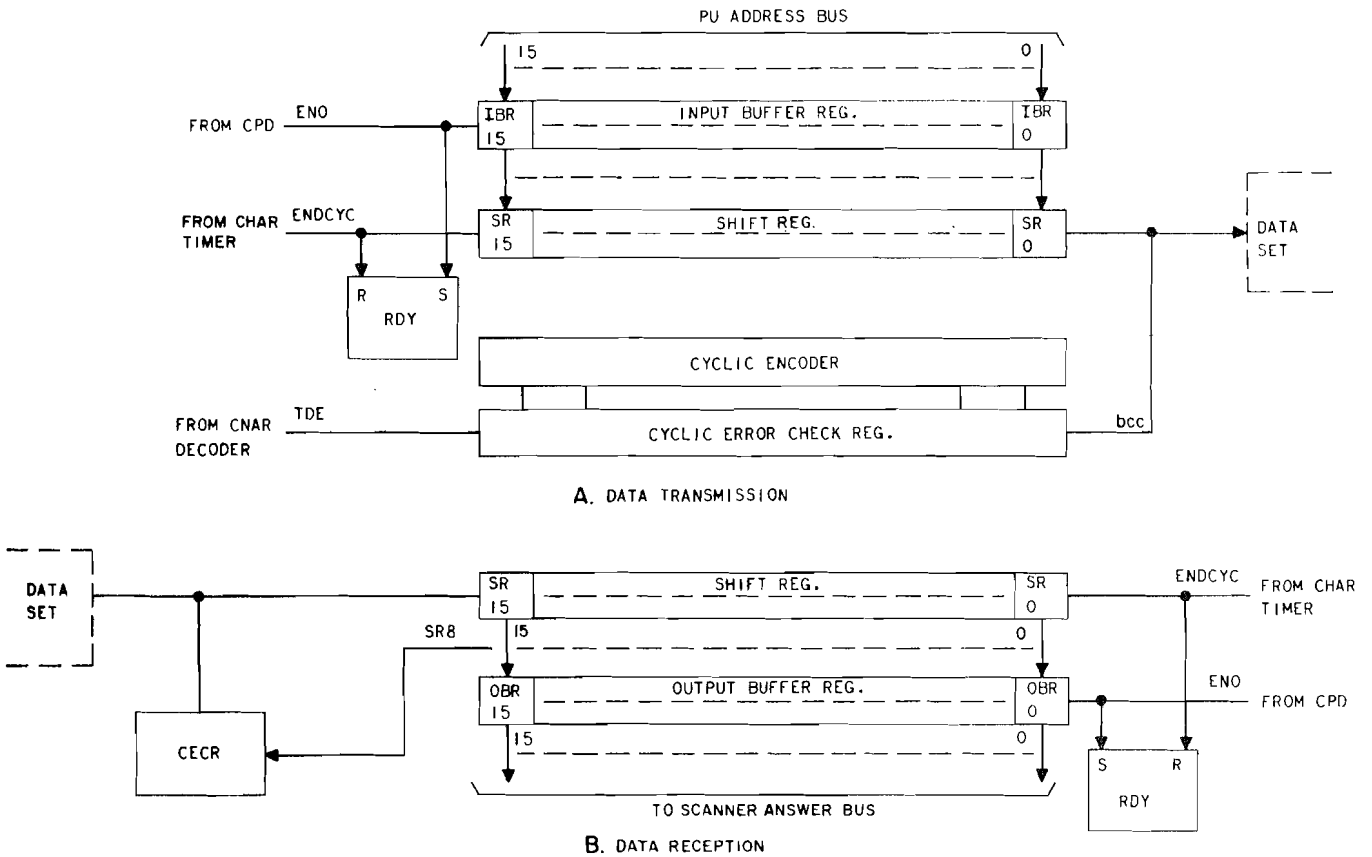 PU ADDRESS BUS
15 0
ENO
FROM CPD
IBR 15 INPUT BUFFER REG. IBR 0
ENDCYC
FROM CHAR TIMER
SR 15 SHIFT REG. SR 0
DATA SET
R S
RDY
CYCLIC ENCODER
TDE
FROM CNAR DECODER
CYCLIC ERROR CHECK REG.
bcc
A. DATA TRANSMISSION
DATA SET
SR 15 SHIFT REG. SR 0
ENDCYC
FROM CHAR TIMER
SR8
15 0
OBR 15 OUTPUT BUFFER REG. OBR 0
ENO
FROM CPD
CECR
15 0
S R
RDY
TO SCANNER ANSWER BUS
B. DATA RECEPTION